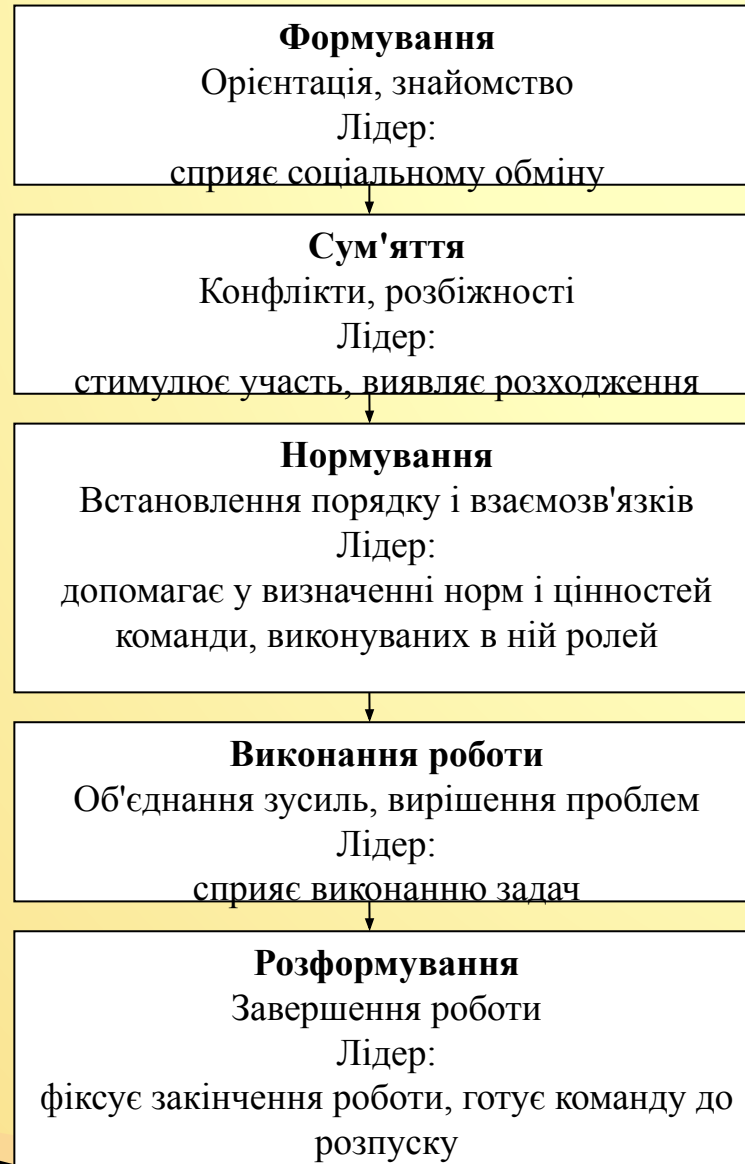 Формування
Орієнтація, знайомство
Лідер:
сприяє соціальному обміну
Сум'яття
Конфлікти, розбіжності
Лідер:
стимулює участь, виявляє розходження
Нормування
Встановлення порядку і взаємозв'язків
Лідер:
допомагає у визначенні норм і цінностей
команди, виконуваних в ній ролей
Виконання роботи
Об'єднання зусиль, вирішення проблем
Лідер:
сприяє виконанню задач
Розформування
Завершення роботи
Лідер:
фіксує закінчення роботи, готує команду до
розпуску